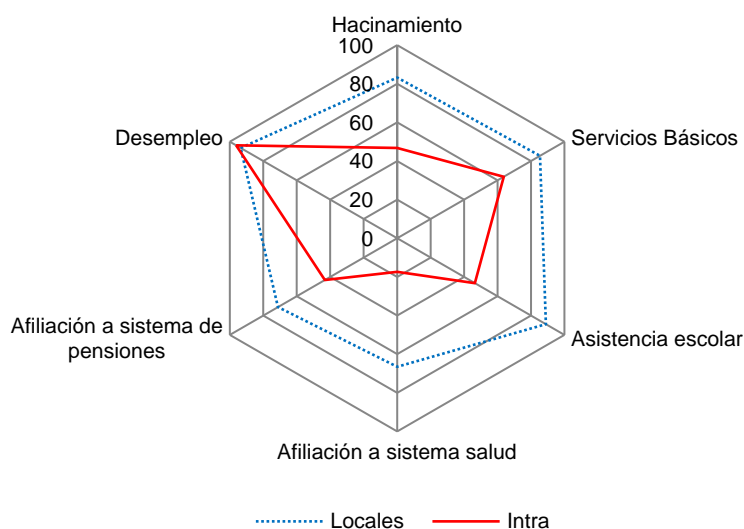 Hacinamiento
100
80
60
40
20
0
Servicios Básicos
Asistencia escolar
Afiliación a sistema salud
Afiliación a sistema de
pensiones
Desempleo
Locales Intra